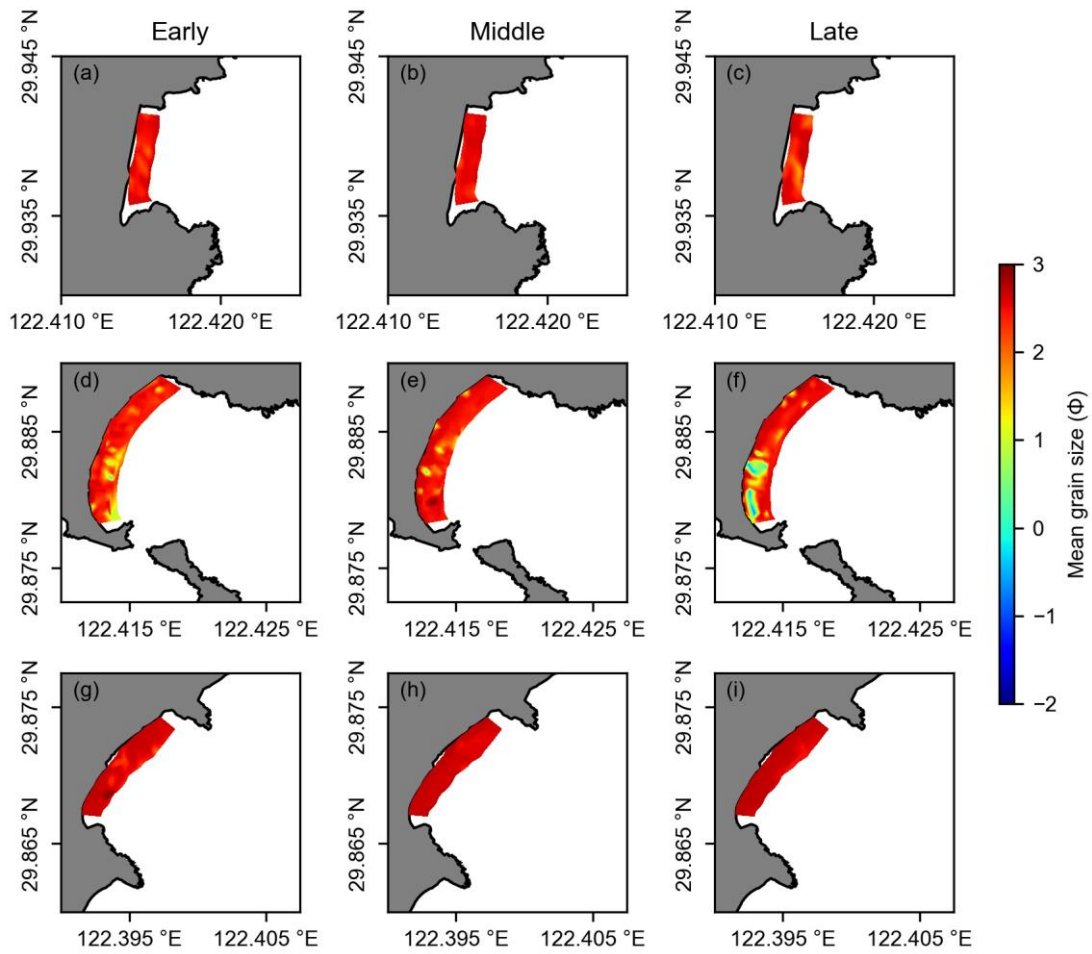 Early Middle Late
(a) (b) (c)
29.945 °N 29.945 °N 29.945 °N
29.935 °N 29.935 °N 29.935 °N
122.410 °E 122.420 °E 122.410 °E 122.420 °E 122.410 °E 122.420 °E
(d) (e) (f)
29.885 °N 29.885 °N 29.885 °N
29.875 °N 29.875 °N 29.875 °N
122.415 °E 122.425 °E 122.415 °E 122.425 °E 122.415 °E 122.425 °E
(g) (h) (i)
29.875 °N 29.875 °N 29.875 °N
29.865 °N 29.865 °N 29.865 °N
122.395 °E 122.405 °E 122.395 °E 122.405 °E 122.395 °E 122.405 °E
3
2
1
0
−1
−2
Mean grain size (Φ)